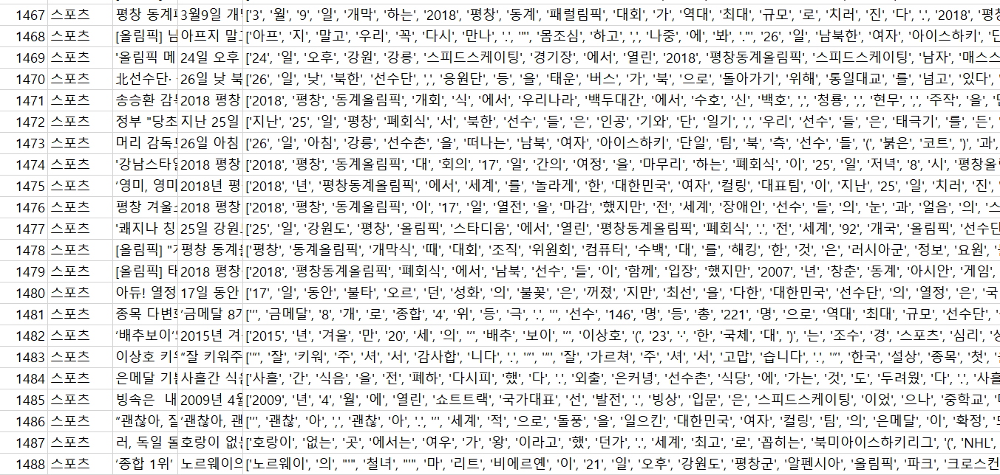 1467 스포츠 평창 동계 3월9일 개 ['3', '월', '9', '일', '개막', '하는', '2018', '평창', '동계', '패럴림픽', '대회', '가', '역대', '최대', '규모', '로', '치러', '진', '다', '.', '2018', '평창
1468 스포츠 [올림픽] 남 아프지 말고 ['아프', '지', '말고', '우리', '꼭', '다시', '만나', '.', '"', '몸조심', '하고', ',', '나중', '에', '봐', '."', '26', '일', '남북한', '여자', '아이스하키', '단
1469 스포츠 '올림픽 메 24일 오후 ['24', '일', '오후', '강원', '강릉', '스피드스케이팅', '경기장', '에서', '열린', '2018', '평창동계올림픽', '스피드스케이팅', '남자', '매스스
1470 스포츠 北선수단· 26일 낮 북 ['26', '일', '낮', '북한', '선수단', ',', '응원단', '등', '을', '태운', '버스', '가', '북', '으로', '돌아가기', '위해', '통일대교', '를', '넘고', '있다',
1471 스포츠 송승환 감 2018 평창 ['2018', '평창', '동계올림픽', '개회', '식', '에서', '우리나라', '백두대간', '에서', '수호', '신', '백호', ',', '청룡', ',', '현무', ',', '주작', '을',
1472 스포츠 정부 "당초 지난 25일 ['지난', '25', '일', '평창', '폐회식', '서', '북한', '선수', '들', '은', '인공', '기와', '단', '일기', ',', '우리', '선수', '들', '은', '태극기', '를', '든',
1473 스포츠 머리 감독 26일 아침 ['26', '일', '아침', '강릉', '선수촌', '을', '떠나는', '남북', '여자', '아이스하키', '단일', '팀', '북', '측', '선수', '들', '(', '붉은', '코트', ')', '과',
1474 스포츠 '강남스타일 2018 평창 ['2018', '평창', '동계올림픽', '대', '회의', '17', '일', '간의', '여정', '을', '마무리', '하는', '폐회식', '이', '25', '일', '저녁', '8', '시', '평창올
1475 스포츠 '영미, 영미 2018년 평 ['2018', '년', '평창동계올림픽', '에서', '세계', '를', '놀라게', '한', '대한민국', '여자', '컬링', '대표팀', '이', '지난', '25', '일', '치러', '진',
1476 스포츠 평창 겨울 2018 평창 ['2018', '평창', '동계올림픽', '이', '17', '일', '열전', '을', '마감', '했지만', '전', '세계', '장애인', '선수', '들', '의', '눈', '과', '얼음', '의', '스
1477 스포츠 '쾌지나 칭 25일 강원 ['25', '일', '강원도', '평창', '올림픽', '스타디움', '에서', '열린', '평창동계올림픽', '폐회식', '.', '전', '세계', '92', '개국', '올림픽', '선수단
1478 스포츠 [올림픽] " 평창 동계 ['평창', '동계올림픽', '개막식', '때', '대회', '조직', '위원회', '컴퓨터', '수백', '대', '를', '해킹', '한', '것', '은', '러시아군', '정보', '요원',
1479 스포츠 [올림픽] 태 2018 평창 ['2018', '평창동계올림픽', '폐회식', '에서', '남북', '선수', '들', '이', '함께', '입장', '했지만', '2007', '년', '창춘', '동계', '아시안', '게임',
1480 스포츠 아듀! 열정 17일 동안 ['17', '일', '동안', '불타', '오르', '던', '성화', '의', '불꽃', '은', '꺼졌', '지만', '최선', '을', '다한', '대한민국', '선수단', '의', '열정', '은', '국
1481 스포츠 종목 다변 '금메달 8개 ['‘', '금메달', '8', '개', '로', '종합', '4', '위', '등', '극', '.', '’', '선수', '146', '명', '등', '총', '221', '명', '으로', '역대', '최대', '규모', '선수단',
1482 스포츠 '배추보이' 2015년 겨 ['2015', '년', '겨울', '만', '20', '세', '의', '‘', '배추', '보이', '’', '이상호', '(', '23', '·', '한', '국체', '대', ')', '는', '조수', '경', '스포츠', '심리', '상
1483 스포츠 이상호 키 "잘 키워주 ['“', '잘', '키워', '주', '셔', '서', '감사합', '니다', '.', '”', '“', '잘', '가르쳐', '주', '셔', '서', '고맙', '습니다', '.', '”', '한국', '설상', '종목', '첫',
1484 스포츠 은메달 기 사흘간 식 ['사흘', '간', '식음', '을', '전', '폐하', '다시피', '했', '다', '.', '외출', '은커녕', '선수촌', '식당', '에', '가는', '것', '도', '두려웠', '다', '.', '사흘
1485 스포츠 빙속은 내 2009년 4월 ['2009', '년', '4', '월', '에', '열린', '쇼트트랙', '국가대표', '선', '발전', '.', '빙상', '입문', '은', '스피드스케이팅', '이었', '으나', '중학교',
1486 스포츠 "괜찮아, 잘 '괜찮아, 괜 ['‘', '괜찮', '아', ',', '괜찮', '아', '.', '’', '세계', '적', '으로', '돌풍', '을', '일으킨', '대한민국', '여자', '컬링', '팀', '의', '은메달', '이', '확정',
1487 스포츠 러, 독일 돌 호랑이 없는 ['호랑이', '없는', '곳', '에서는', '여우', '가', '왕', '이라고', '했', '던가', '.', '세계', '최고', '로', '꼽히는', '북미아이스하키리그', '(', 'NHL',
1488 스포츠 '종합 1위' 노르웨이의 ['노르웨이', '의', "'", '철녀', "'", '마', '리트', '비에르옌', '이', '21', '일', '오후', '강원도', '평창군', '알펜시아', '올림픽', '파크', '크로스컨